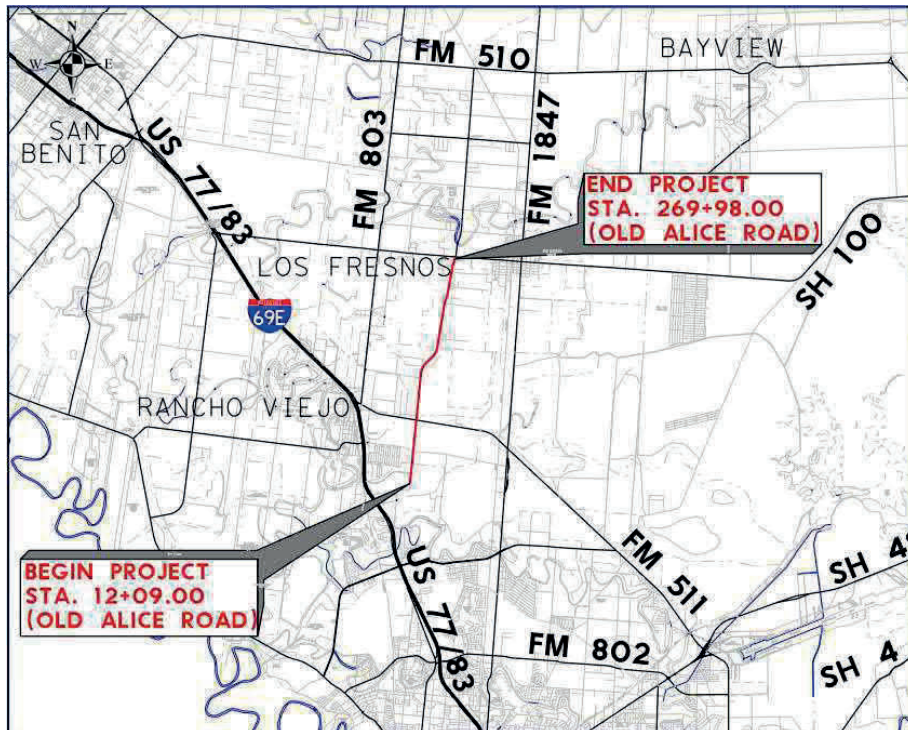 N
W
E
FM 510
BAYVIEW
SAN
BENITO
US 77/83
FM 803
FM 1847
END PROJECT
STA. 269+98.00
(OLD ALICE ROAD)
LOS FRESNOS
SH 100
69E
RANCHO VIEJO
BEGIN PROJECT
STA. 12+09.00
(OLD ALICE ROAD)
US 77/83
FM 511
FM 802
SH 4